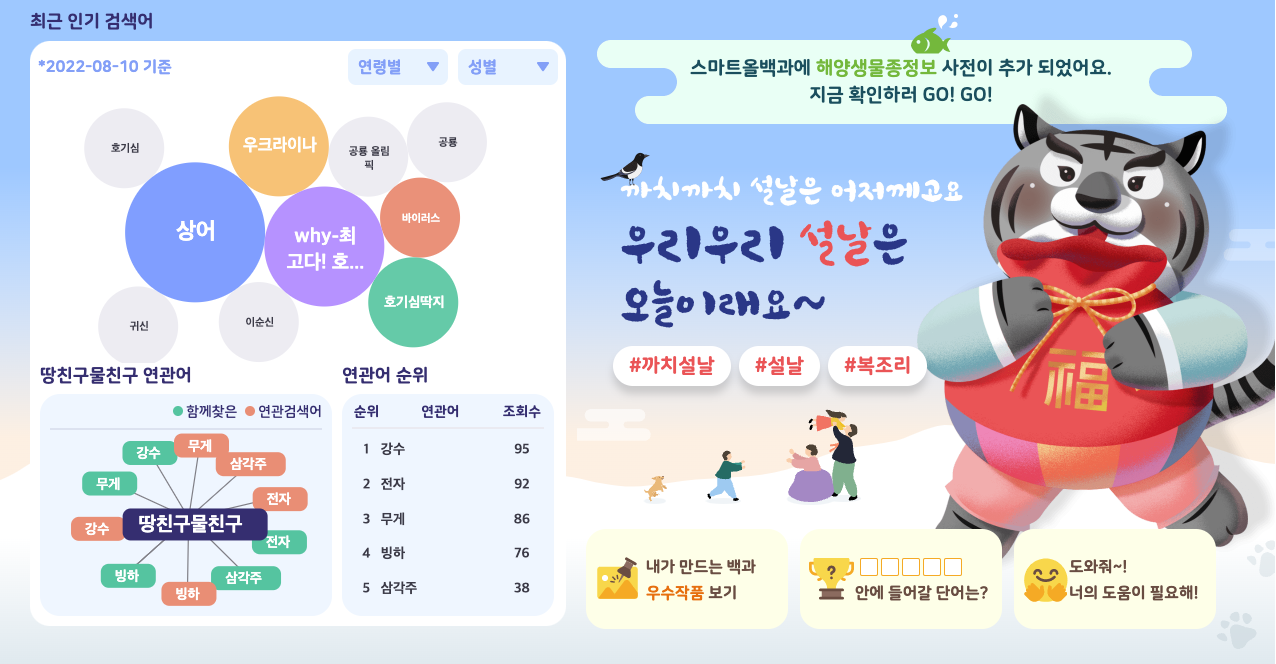 최근 인기 검색어
*2022-08-10 기준
연령별
성별
호기심
우크라이나
공룡 올림
픽
공룡
상어
why-최
고다! 호...
바이러스
호기심딱지
귀신
이순신
땅친구물친구 연관어
함께찾은
연관검색어
강수
무게
삼각주
무게
전자
강수
땅친구물친구
전자
빙하
삼각주
빙하
연관어 순위
순위 연관어 조회수
1 강수 95
2 전자 92
3 무게 86
4 빙하 76
5 삼각주 38
스마트올백과에 해양생물종정보 사전이 추가 되었어요.
지금 확인하러 GO! GO!
까치까치 설날은 어저께고요
우리우리 설날은
오늘이래요~
#까치설날
#설날
#복조리
福
내가 만드는 백과
우수작품 보기
?
□□□□□
안에 들어갈 단어는?
도와줘~!
너의 도움이 필요해!